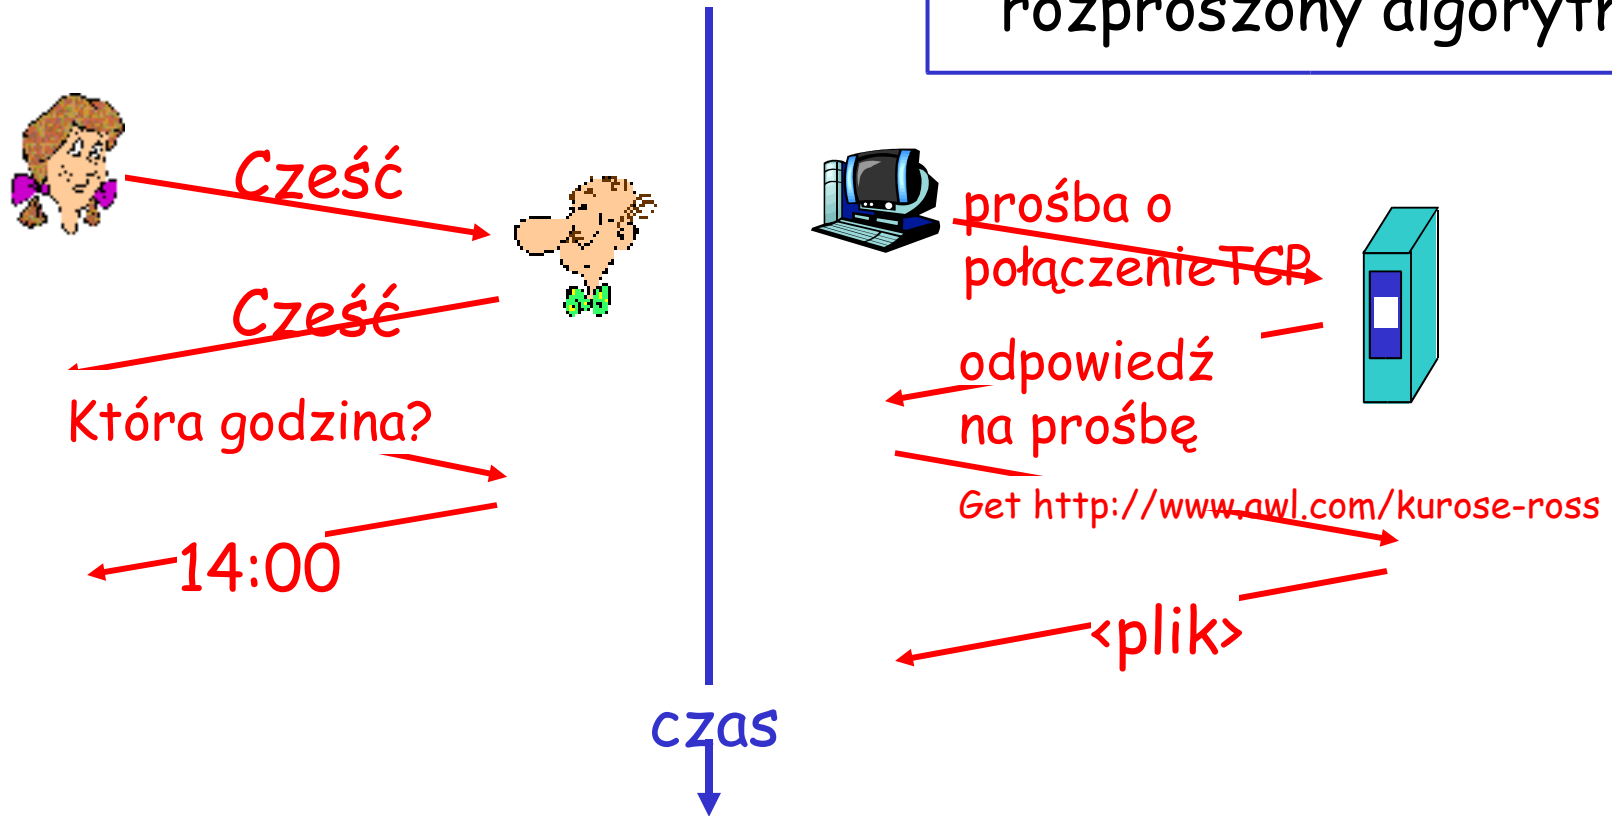 rozproszony
Cześć
Cześć
Która godzina?
14:00
prośba o
połączenie TCP
odpowiedź
na prośbę
Get http://www.awl.com/kurose-ross
<plik>
czas